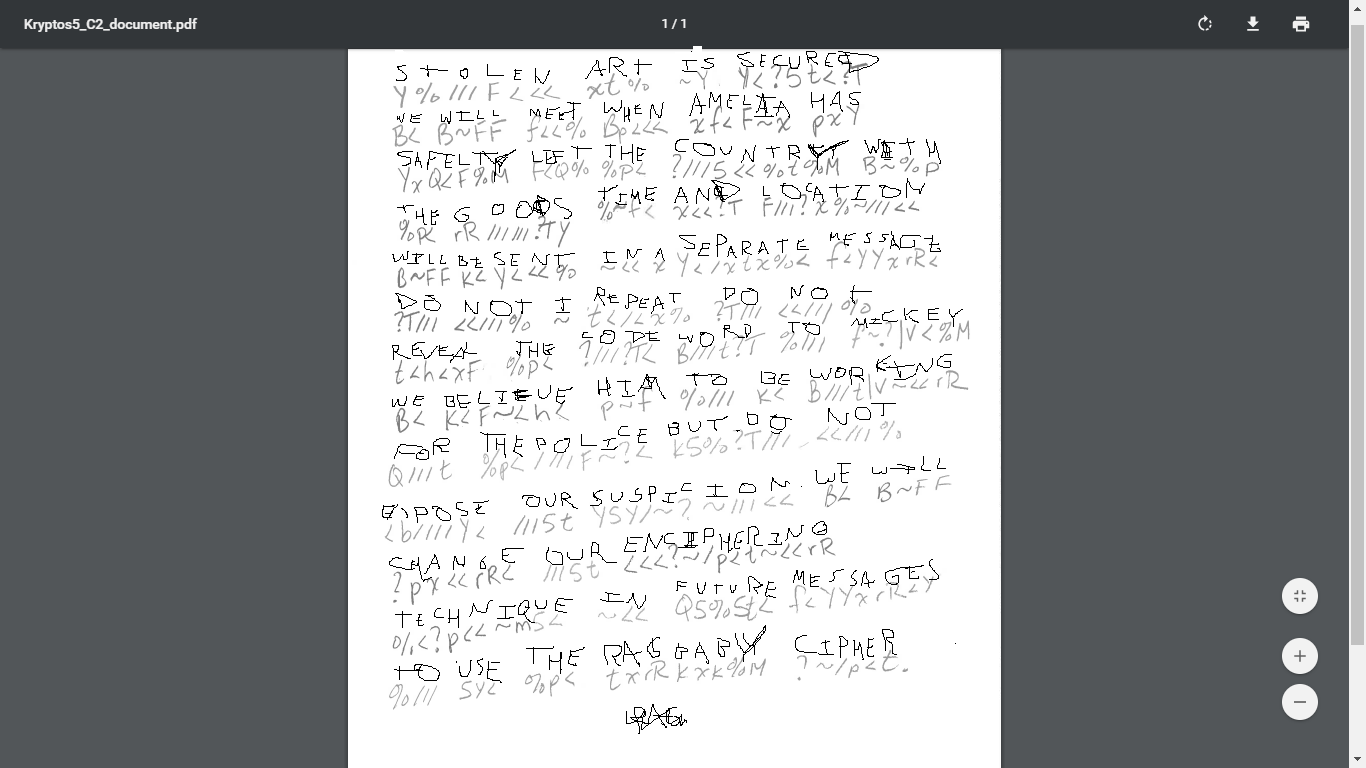 Kryptos5_C2_document.pdf
1 / 1
STOLEN ART IS SECURED
Y%///F<<< xt% ~Y Y<?5t<?T
WE WILL MEET WHEN AMELIA HAS
B< B~FF f<<% Bp<<< xf<F~x pxY
SAFELTY LEFT THE COUNTRY WITH
YxQ<F%M F<Q% %p< ?///5<<%t%M B~%p
THE GOODS TIME AND LOCATION
%p< rR//////?TY %~f< x<<?T F///?x%~///<<
WILL BE SENT IN A SEPARATE MESSAGE
B~FF K< Y<<<% ~<< x Y</xtx%< f<YYxrR<
DO NOT I REPEAT DO NOT
?T/// <<///% ~ t</<x% ?T/// <<///%
REVEAL THE CODE WORD TO MICKEY
t<h<xF %p< ?///?T< B///t?T %/// f~?|V<%M
WE BELIEVE HIM TO BE WORKING
B< K<F~<h< p~f %/// K< B///t|V~<<rR
FOR THE POLICE BUT DO NOT
Q///t %p< ////F~?< K5% ?T/// <<///%
EXPOSE OUR SUSPICION WE WILL
<b////Y< ///5t Y5Y/~?~///<< B< B~FF
CHANGE OUR ENCIPHERING
?px<<rR< ///5t <<<?~/p<t~<<rR
TECHNIQUE IN FUTURE MESSAGES
%<?p<<~m5< ~<< Q5%5t< f<YYxrR<Y
TO USE THE RAGBABY CIPHER
%/// 5Y< %p< txrRKxK%M ?~/p<t.